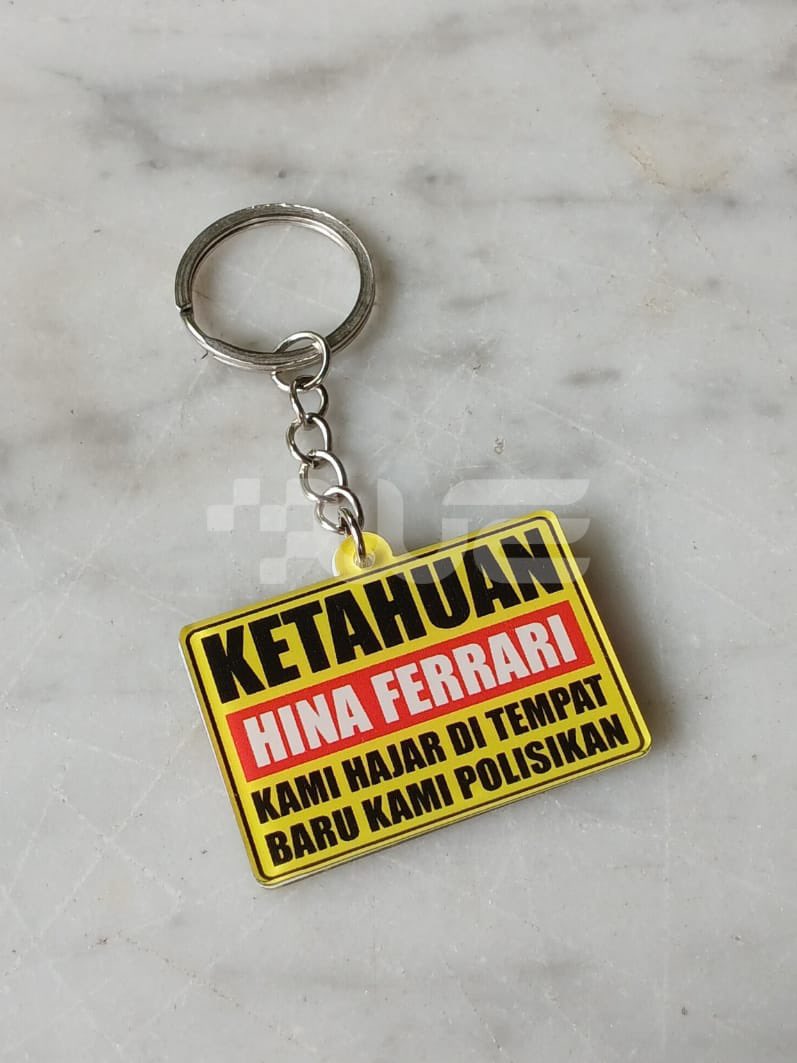 KETAHUAN
HINA FERRARI
KAMI HAJAR DI TEMPAT
BARU KAMI POLISIKAN